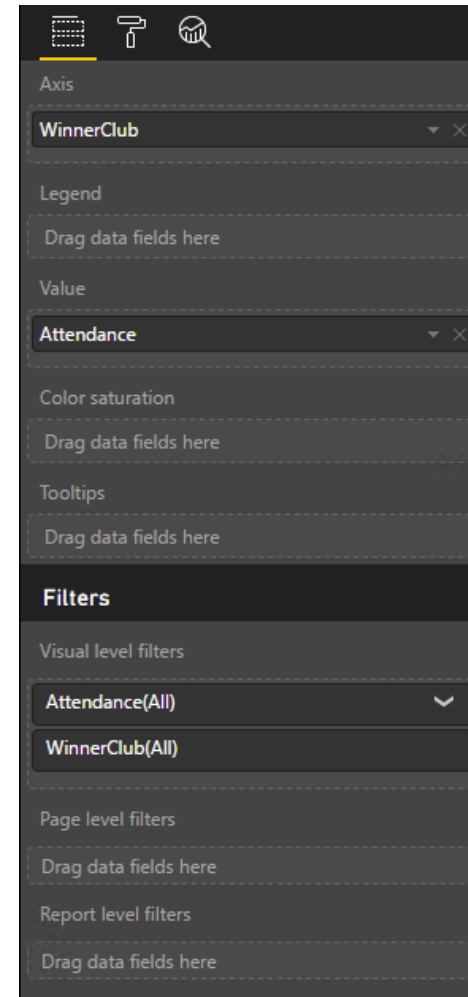 Axis
WinnerClub
Legend
Drag data fields here
Value
Attendance
Color saturation
Drag data fields here
Tooltips
Drag data fields here
Filters
Visual level filters
Attendance(All)
WinnerClub(All)
Page level filters
Drag data fields here
Report level filters
Drag data fields here